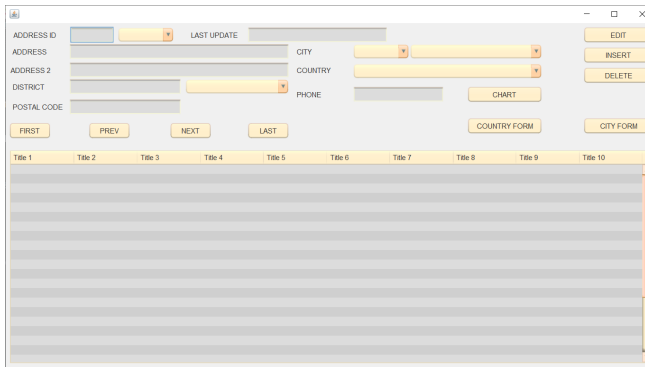 ADDRESS ID LAST UPDATE EDIT
ADDRESS CITY INSERT
ADDRESS 2 COUNTRY DELETE
DISTRICT
PHONE CHART
POSTAL CODE
FIRST PREV NEXT LAST COUNTRY FORM CITY FORM
Title 1 Title 2 Title 3 Title 4 Title 5 Title 6 Title 7 Title 8 Title 9 Title 10